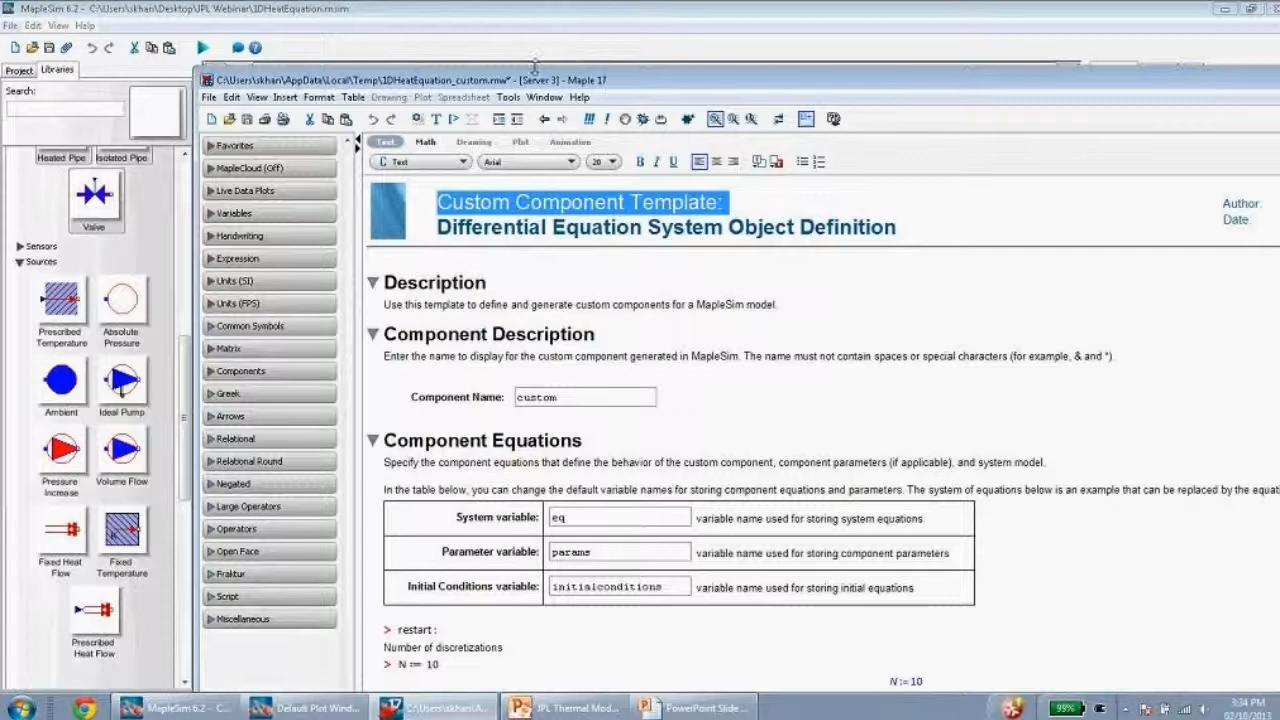 MapleSim 6.2 - C:\Users\skhan\Desktop\JPL Webinar\1DHeatEquation.msim
File Edit View Help
Project Libraries
Search:
Heated Pipe Isolated Pipe
Valve
Sensors
Sources
Prescribed Temperature
Absolute Pressure
Ambient
Ideal Pump
Pressure Increase
Volume Flow
Fixed Heat Flow
Fixed Temperature
Prescribed Heat Flow
C:\Users\skhan\AppData\Local\Temp\1DHeatEquation_custom.mw* - [Server 3] - Maple 17
File Edit View Insert Format Table Drawing Plot Spreadsheet Tools Window Help
Favorites
MapleCloud (Off)
Live Data Plots
Variables
Handwriting
Expression
Units (SI)
Units (FPS)
Common Symbols
Matrix
Components
Greek
Arrows
Relational
Relational Round
Negated
Large Operators
Operators
Open Face
Fraktur
Script
Miscellaneous
Text Math Drawing Plot Animation
C Text Arial 20 B I U
Custom Component Template:
Differential Equation System Object Definition
Author:
Date:
Description
Use this template to define and generate custom components for a MapleSim model.
Component Description
Enter the name to display for the custom component generated in MapleSim. The name must not contain spaces or special characters (for example, & and *).
Component Name: custom
Component Equations
Specify the component equations that define the behavior of the custom component, component parameters (if applicable), and system model.
In the table below, you can change the default variable names for storing component equations and parameters. The system of equations below is an example that can be replaced by the equati
System variable: eq variable name used for storing system equations
Parameter variable: params variable name used for storing component parameters
Initial Conditions variable: initialconditions variable name used for storing initial equations
> restart :
Number of discretizations
> N := 10
N := 10
MapleSim 6.2 - C... Default Plot Wind... C:\Users\skhan\A... JPL Thermal Mod... PowerPoint Slide ...
99%
3:34 PM
02/10/2013